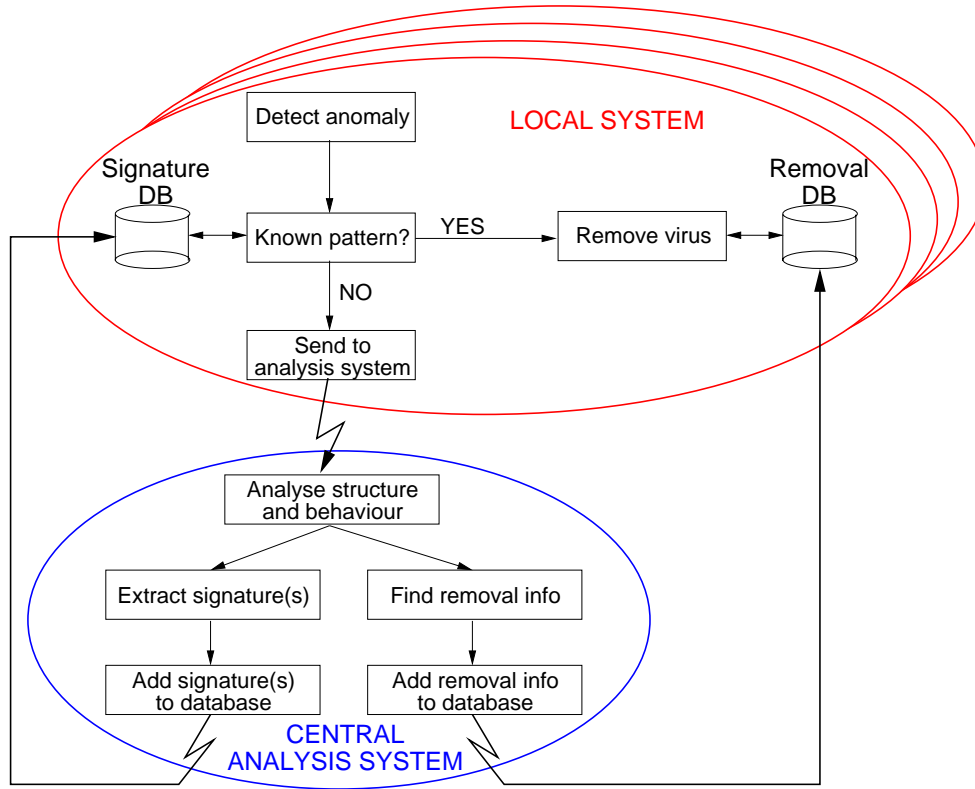 Detect anomaly
LOCAL SYSTEM
Signature
DB
Removal
DB
Known pattern?
YES
Remove virus
NO
Send to
analysis system
Analyse structure
and behaviour
Extract signature(s)
Find removal info
Add signature(s)
to database
Add removal info
to database
CENTRAL
ANALYSIS SYSTEM